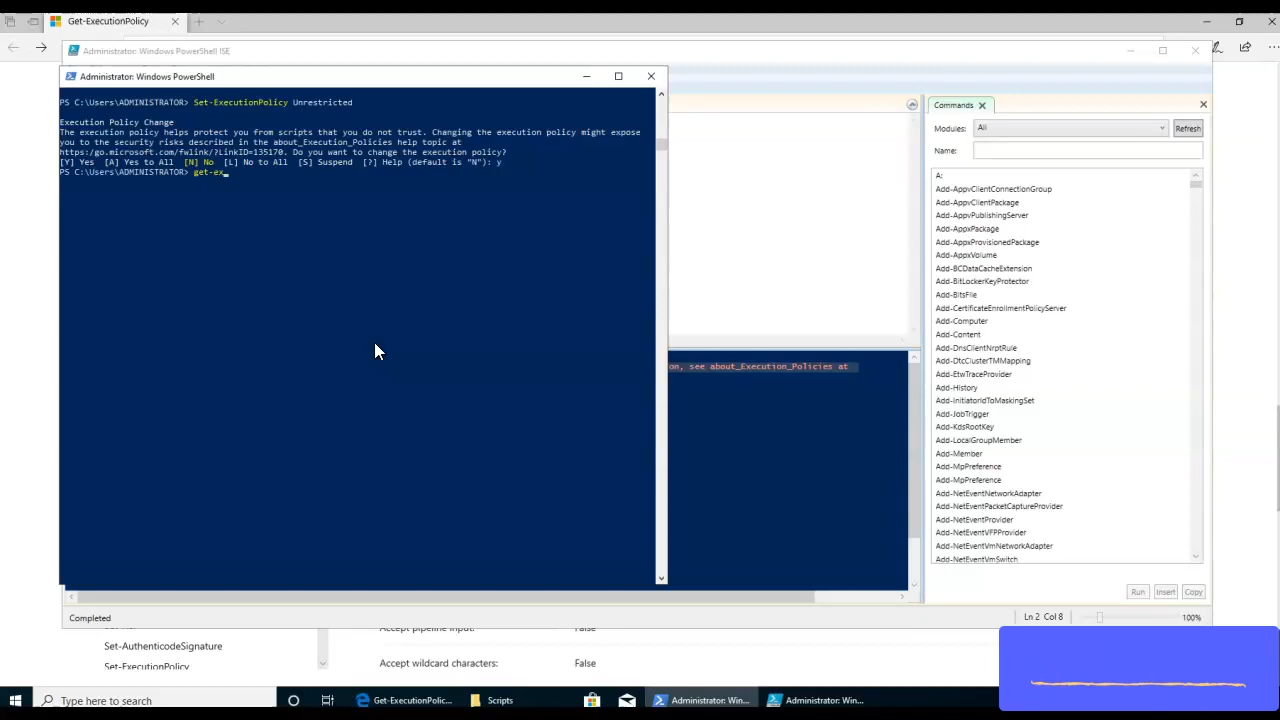 Get-ExecutionPolicy
Administrator: Windows PowerShell ISE
Administrator: Windows PowerShell
PS C:\Users\ADMINISTRATOR> Set-ExecutionPolicy Unrestricted
Execution Policy Change
The execution policy helps protect you from scripts that you do not trust. Changing the execution policy might expose
you to the security risks described in the about_Execution_Policies help topic at
https:/go.microsoft.com/fwlink/?LinkID=135170. Do you want to change the execution policy?
[Y] Yes [A] Yes to All [N] No [L] No to All [S] Suspend [?] Help (default is "N"): y
PS C:\Users\ADMINISTRATOR> get-ex_
on, see about_Execution_Policies at
Commands
Modules: All Refresh
Name:
A:
Add-AppvClientConnectionGroup
Add-AppvClientPackage
Add-AppvPublishingServer
Add-AppxPackage
Add-AppxProvisionedPackage
Add-AppxVolume
Add-BCDataCacheExtension
Add-BitLockerKeyProtector
Add-BitsFile
Add-CertificateEnrollmentPolicyServer
Add-Computer
Add-Content
Add-DnsClientNrptRule
Add-DtcClusterTMMapping
Add-EtwTraceProvider
Add-History
Add-InitiatorIdToMaskingSet
Add-JobTrigger
Add-KdsRootKey
Add-LocalGroupMember
Add-Member
Add-MpPreference
Add-MpPreference
Add-NetEventNetworkAdapter
Add-NetEventPacketCaptureProvider
Add-NetEventProvider
Add-NetEventVFPProvider
Add-NetEventVmNetworkAdapter
Add-NetEventVmSwitch
Run Insert Copy
Completed
Ln 2 Col 8
100%
Accept pipeline input: False
Set-AuthenticodeSignature
Accept wildcard characters: False
Set-ExecutionPolicy
Type here to search
Get-ExecutionPolic...
Scripts
Administrator: Win...
Administrator: Win...